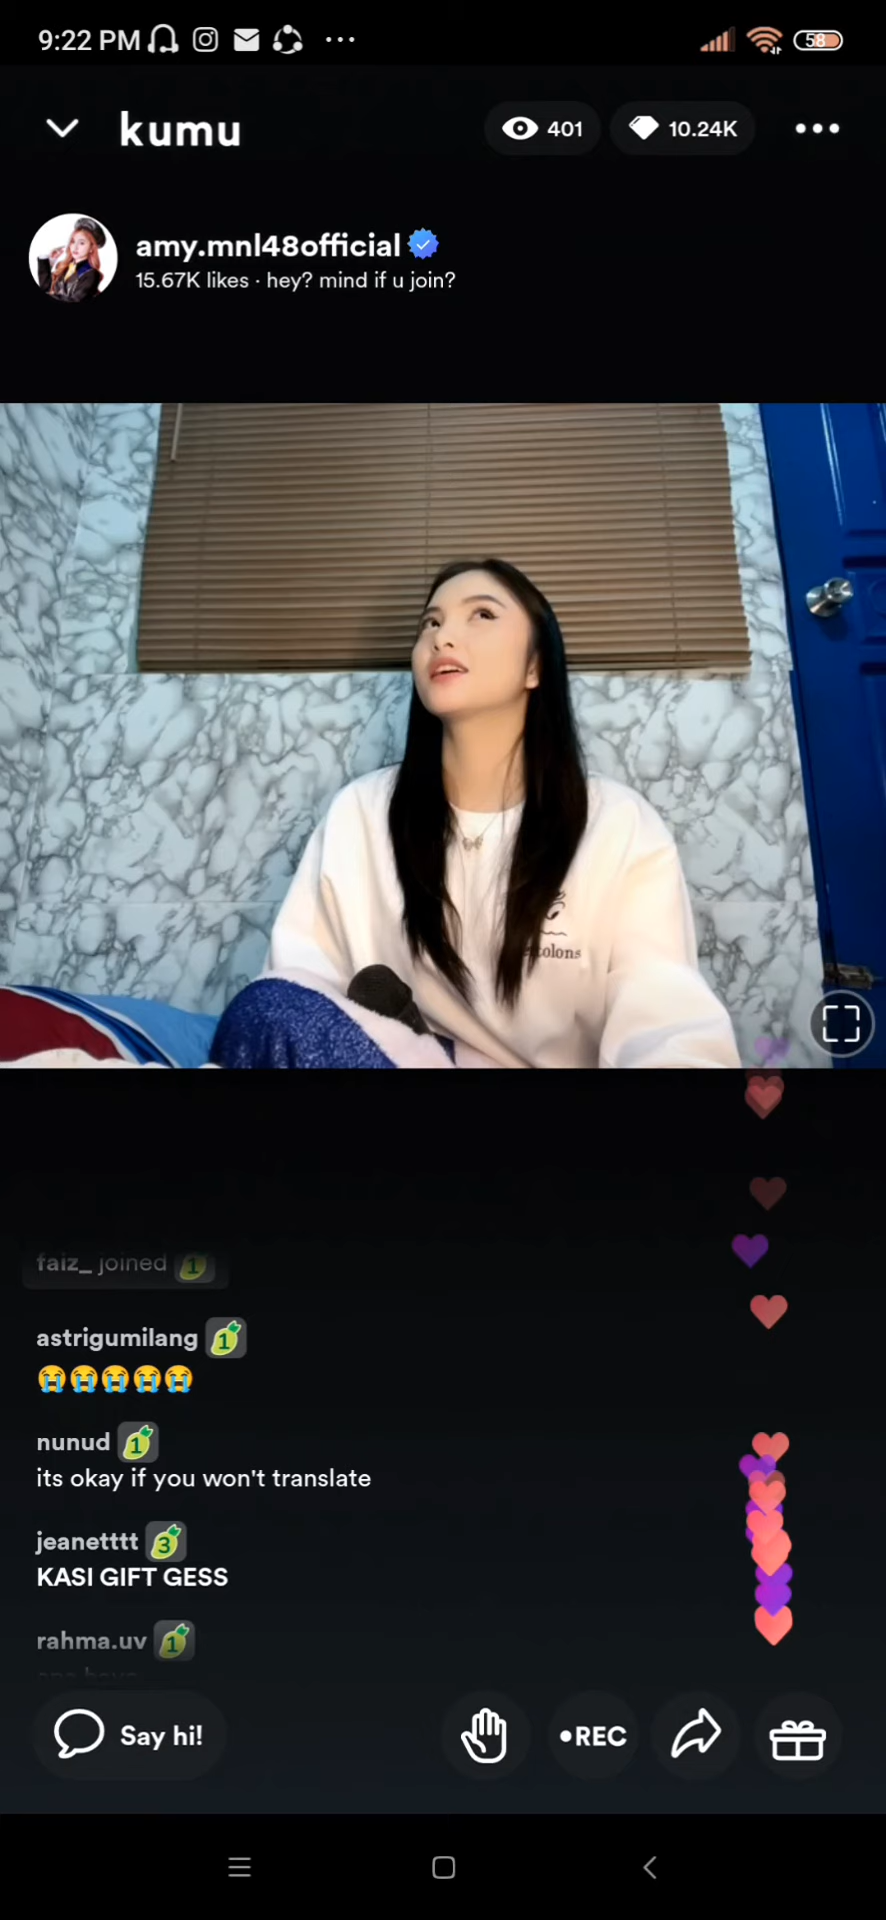 9:22 PM
58
kumu
401
10.24K
amy.mnl48official
15.67K likes · hey? mind if u join?
colons
faiz_ joined 1
astrigumilang 1
😭😭😭😭😭
nunud 1
its okay if you won't translate
jeanetttt 3
KASI GIFT GESS
rahma.uv 1
Say hi!
•REC